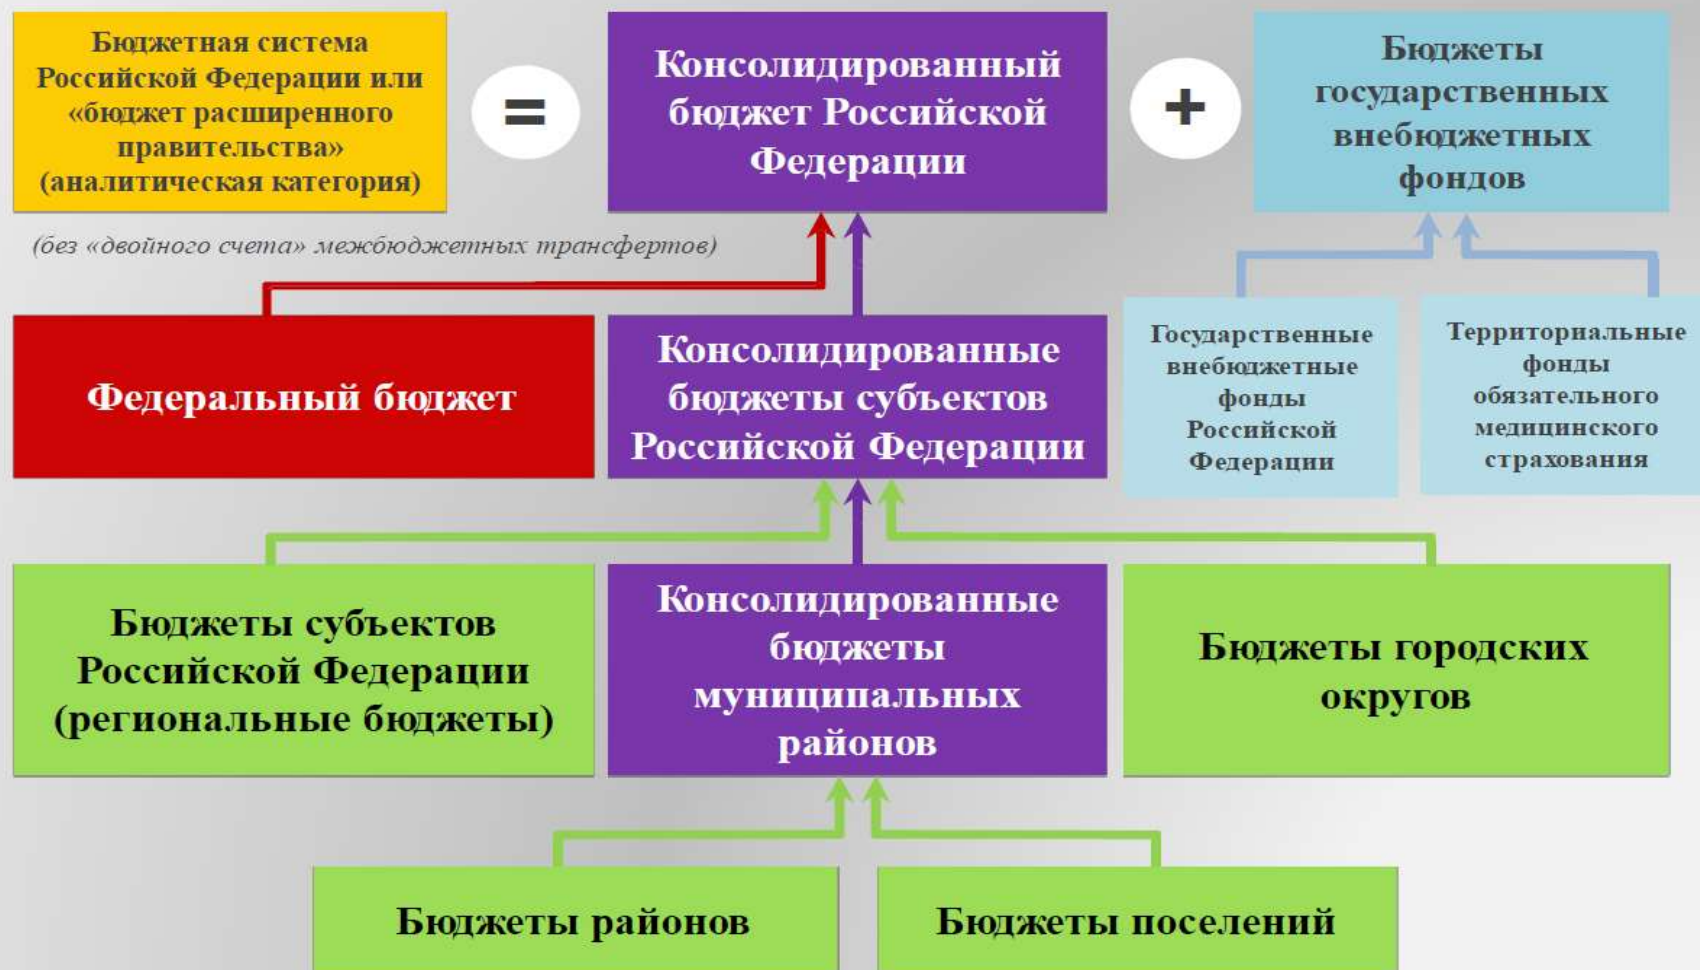 Бюджетная система
Российской Федерации или
«бюджет расширенного
правительства»
(аналитическая категория)
=
Консолидированный
бюджет Российской
Федерации
+
Бюджеты
государственных
внебюджетных
фондов
(без «двойного счета» межбюджетных трансфертов)
Федеральный бюджет
Консолидированные
бюджеты субъектов
Российской Федерации
Государственные
внебюджетные
фонды
Российской
Федерации
Территориальные
фонды
обязательного
медицинского
страхования
Бюджеты субъектов
Российской Федерации
(региональные бюджеты)
Консолидированные
бюджеты
муниципальных
районов
Бюджеты городских
округов
Бюджеты районов
Бюджеты поселений